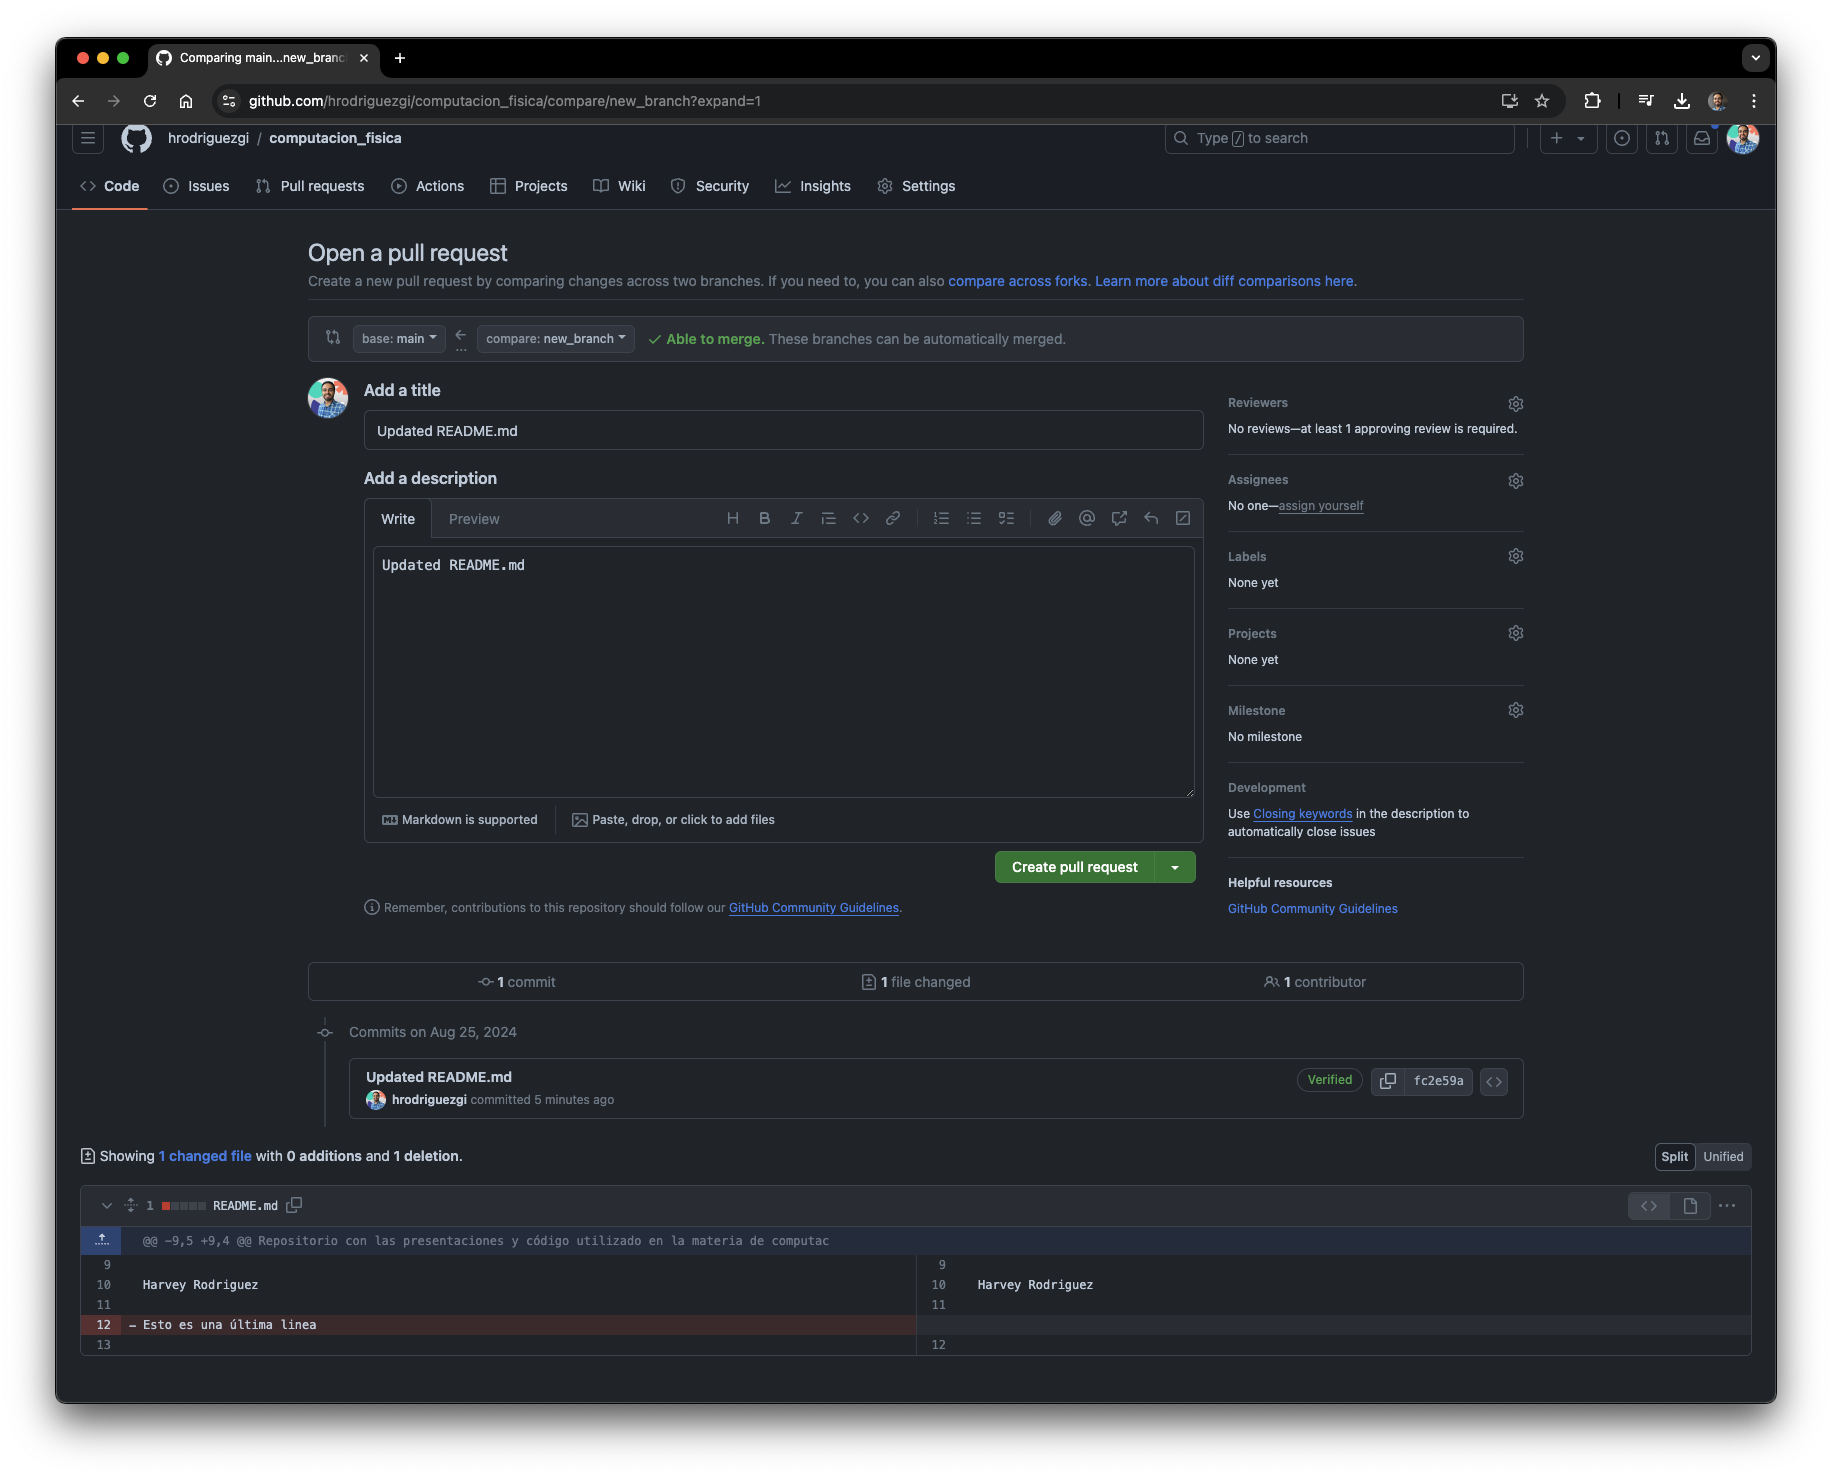 Comparing main...new_branc
github.com/hrodriguezgi/computacion_fisica/compare/new_branch?expand=1
hrodriguezgi / computacion_fisica
Type / to search
Code Issues Pull requests Actions Projects Wiki Security Insights Settings
Open a pull request
Create a new pull request by comparing changes across two branches. If you need to, you can also compare across forks. Learn more about diff comparisons here.
base: main ← ... compare: new_branch Able to merge. These branches can be automatically merged.
Add a title
Updated README.md
Add a description
Write Preview
Updated README.md
Markdown is supported Paste, drop, or click to add files
Create pull request
Remember, contributions to this repository should follow our GitHub Community Guidelines.
Reviewers
No reviews—at least 1 approving review is required.
Assignees
No one—assign yourself
Labels
None yet
Projects
None yet
Milestone
No milestone
Development
Use Closing keywords in the description to
automatically close issues
Helpful resources
GitHub Community Guidelines
1 commit 1 file changed 1 contributor
Commits on Aug 25, 2024
Updated README.md
hrodriguezgi committed 5 minutes ago
Verified fc2e59a
Showing 1 changed file with 0 additions and 1 deletion.
Split Unified
1 README.md
@@ -9,5 +9,4 @@ Repositorio con las presentaciones y código utilizado en la materia de computac
9 9
10 Harvey Rodriguez 10 Harvey Rodriguez
11 11
12 - Esto es una última linea
13 12